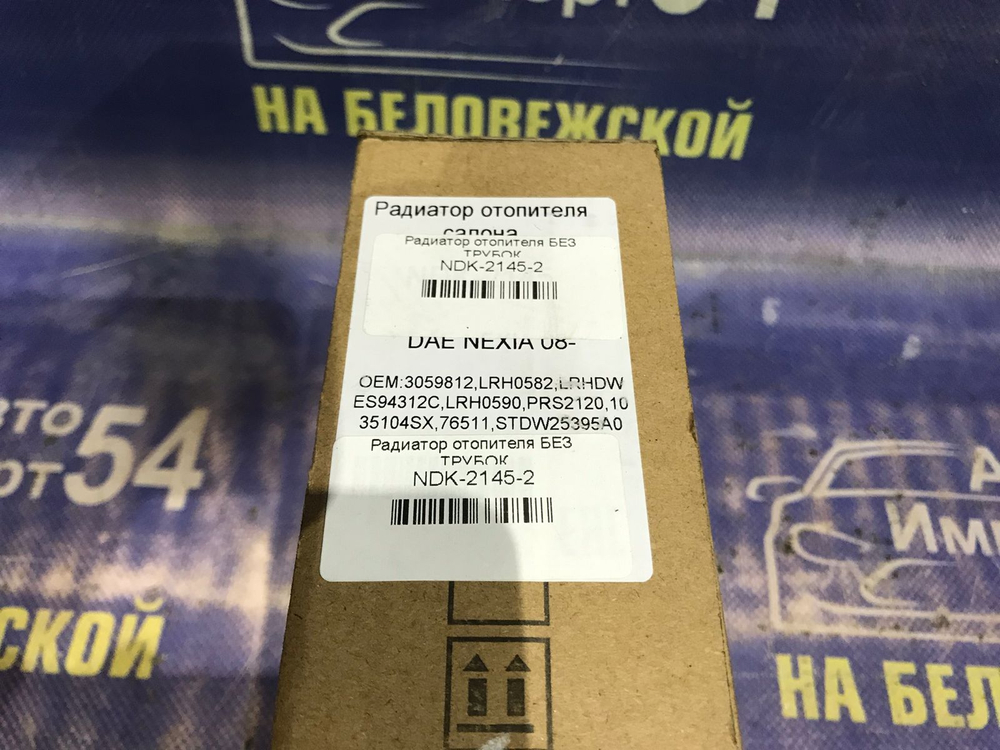 НА БЕЛОВЕЖСКОЙ
Радиатор отопителя
салона
Радиатор отопителя БЕЗ
ТРУБОК
NDK-2145-2
DAE NEXIA 08-
OEM:3059812,LRH0582,LRHDW
ES94312C,LRH0590,PRS2120,10
35104SX,76511,STDW25395A0
Радиатор отопителя БЕЗ
ТРУБОК
NDK-2145-2
54
НА БЕЛ